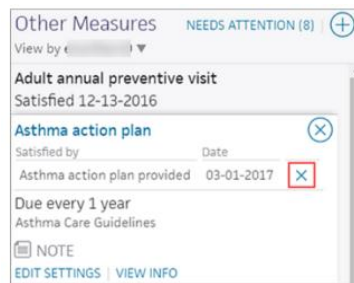 Other Measures NEEDS ATTENTION (8)
View by
Adult annual preventive visit
Satisfied 12-13-2016
Asthma action plan
Satisfied by Date
Asthma action plan provided 03-01-2017
Due every 1 year
Asthma Care Guidelines
NOTE
EDIT SETTINGS | VIEW INFO